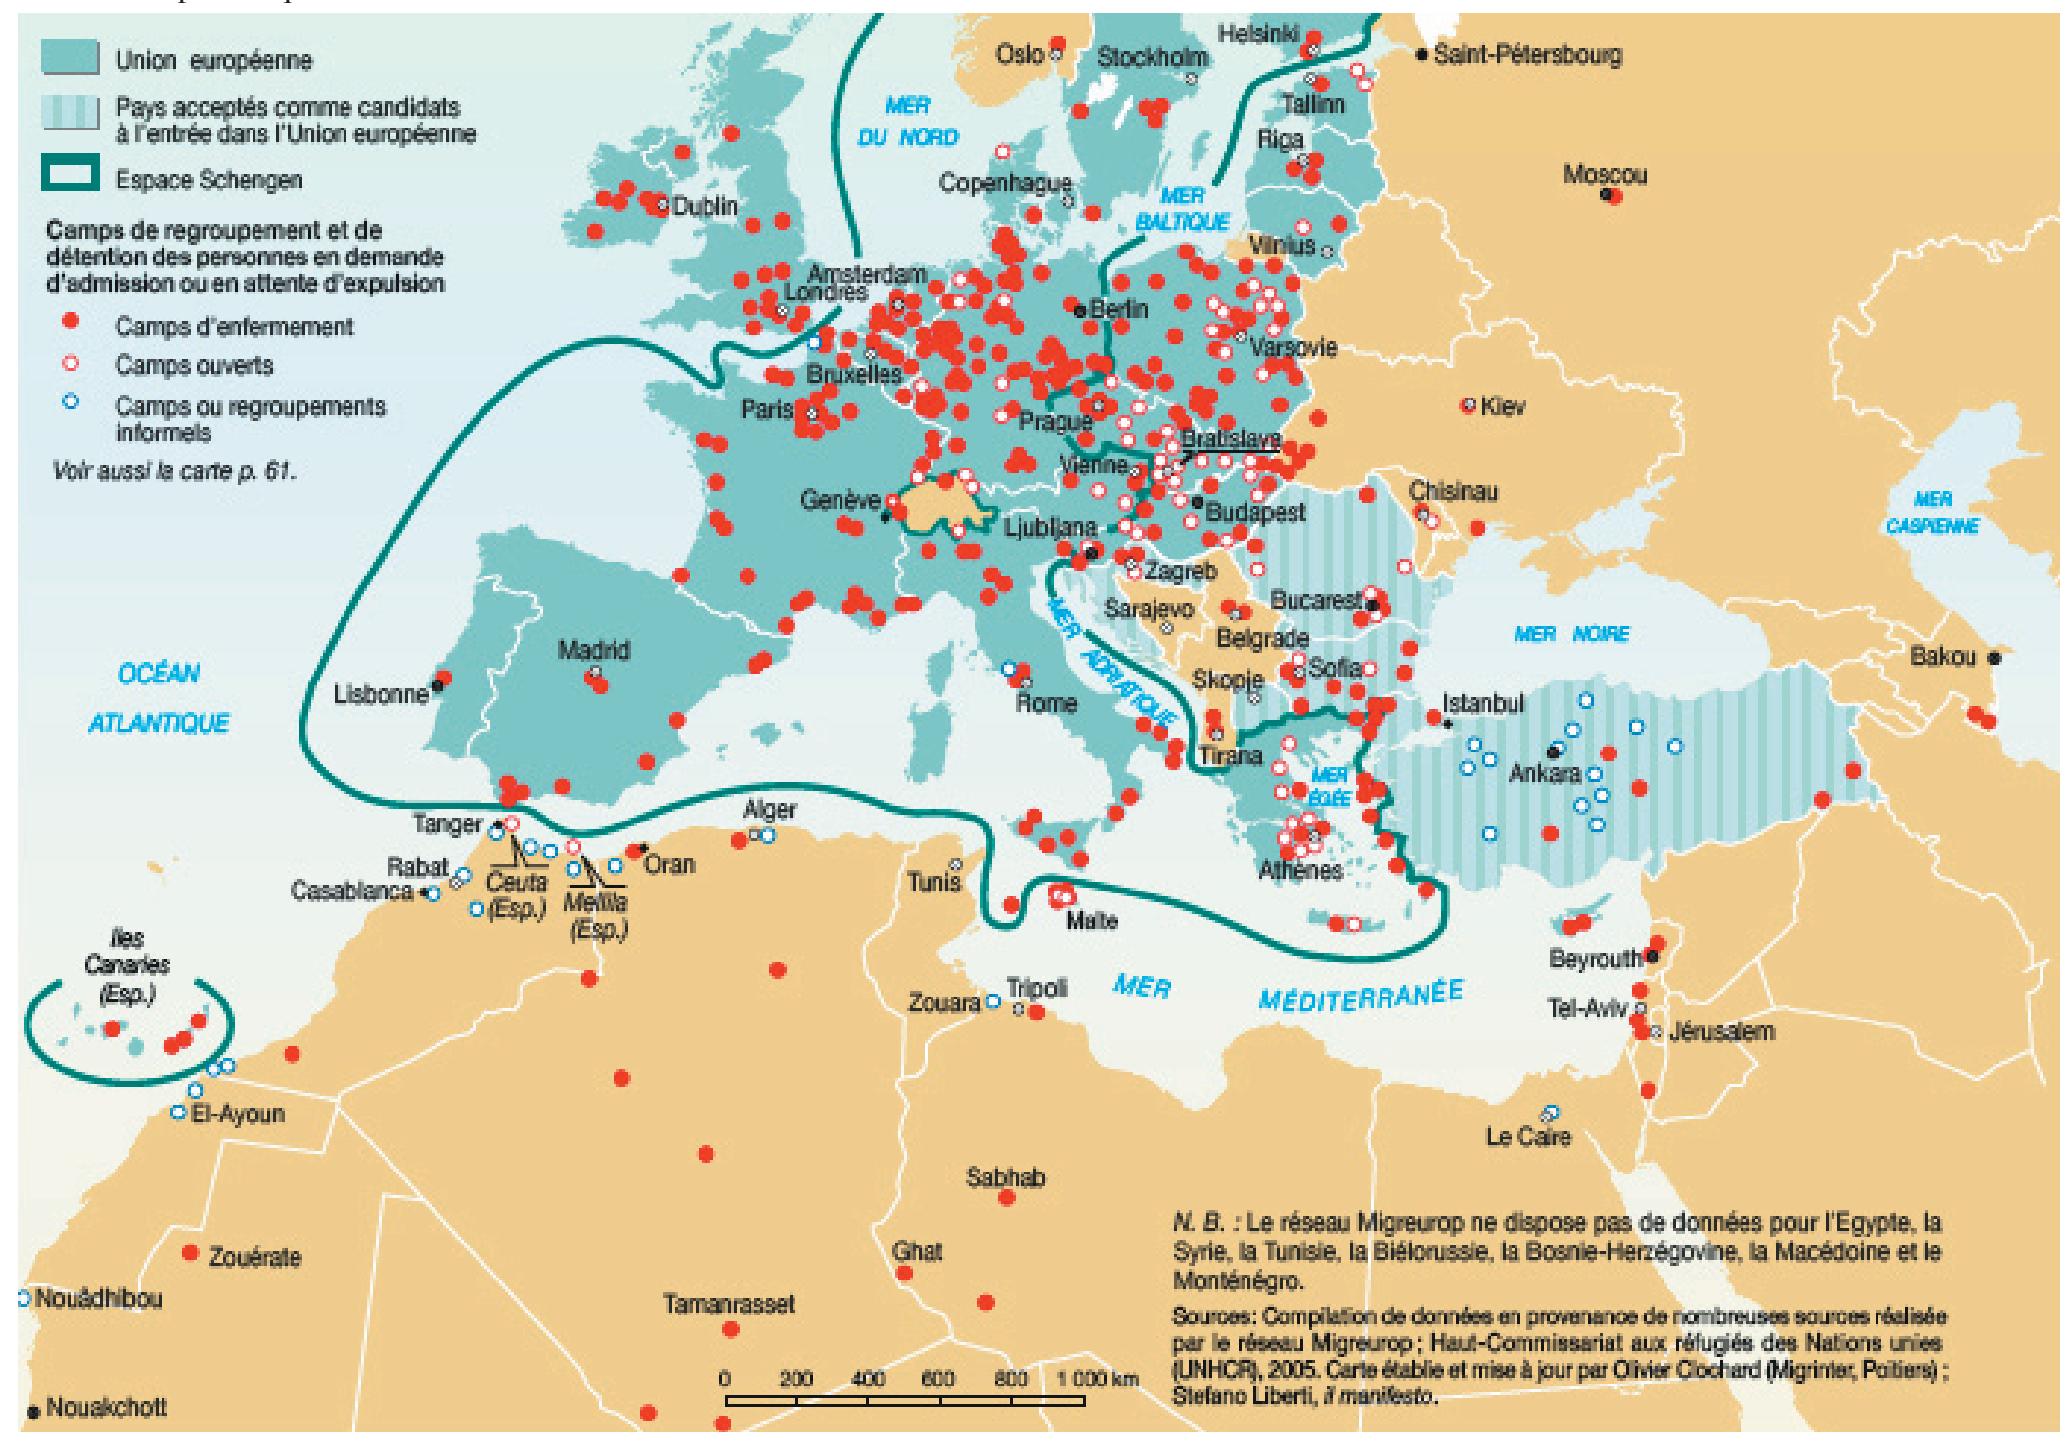 Union européenne
Pays acceptés comme candidats
à l'entrée dans l'Union européenne
Espace Schengen
Camps de regroupement et de
détention des personnes en demande
d'admission ou en attente d'expulsion
Camps d'enfermement
Camps ouverts
Camps ou regroupements
informels
Voir aussi la carte p. 61.
Oslo
Stockholm
Helsinki
Saint-Pétersbourg
Tallinn
MER
DU NORD
Riga
Moscou
Copenhague
MER
BALTIQUE
Dublin
Vilnius
Amsterdam
Londres
Berlin
Varsovie
Bruxelles
Paris
Prague
Kiev
Bratislava
Vienne
Genève
Budapest
Chisinau
MER
CASPIENNE
Ljubljana
Zagreb
Sarajevo
Bucarest
Belgrade
MER NOIRE
Bakou
MER ADRIATIQUE
Madrid
Lisbonne
OCÉAN
ATLANTIQUE
Rome
Skopje
Sofia
Istanbul
Tirana
MER
ÉGÉE
Ankara
Tanger
Alger
Oran
Rabat
Casablanca
Ceuta
(Esp.)
Melilla
(Esp.)
Tunis
Athènes
Malte
Iles
Canaries
(Esp.)
Beyrouth
Zouara
Tripoli
MER MÉDITERRANÉE
Tel-Aviv
Jérusalem
El-Ayoun
Le Caire
Sabhab
Zouérate
Ghat
Nouâdhibou
Tamanrasset
Nouakchott
0 200 400 600 800 1 000 km
N. B. : Le réseau Migreurop ne dispose pas de données pour l'Egypte, la
Syrie, la Tunisie, la Biélorussie, la Bosnie-Herzégovine, la Macédoine et le
Monténégro.
Sources: Compilation de données en provenance de nombreuses sources réalisée
par le réseau Migreurop ; Haut-Commissariat aux réfugiés des Nations unies
(UNHCR), 2005. Carte établie et mise à jour par Olivier Clochard (Migrinter, Poitiers) ;
Stefano Liberti, il manifesto.